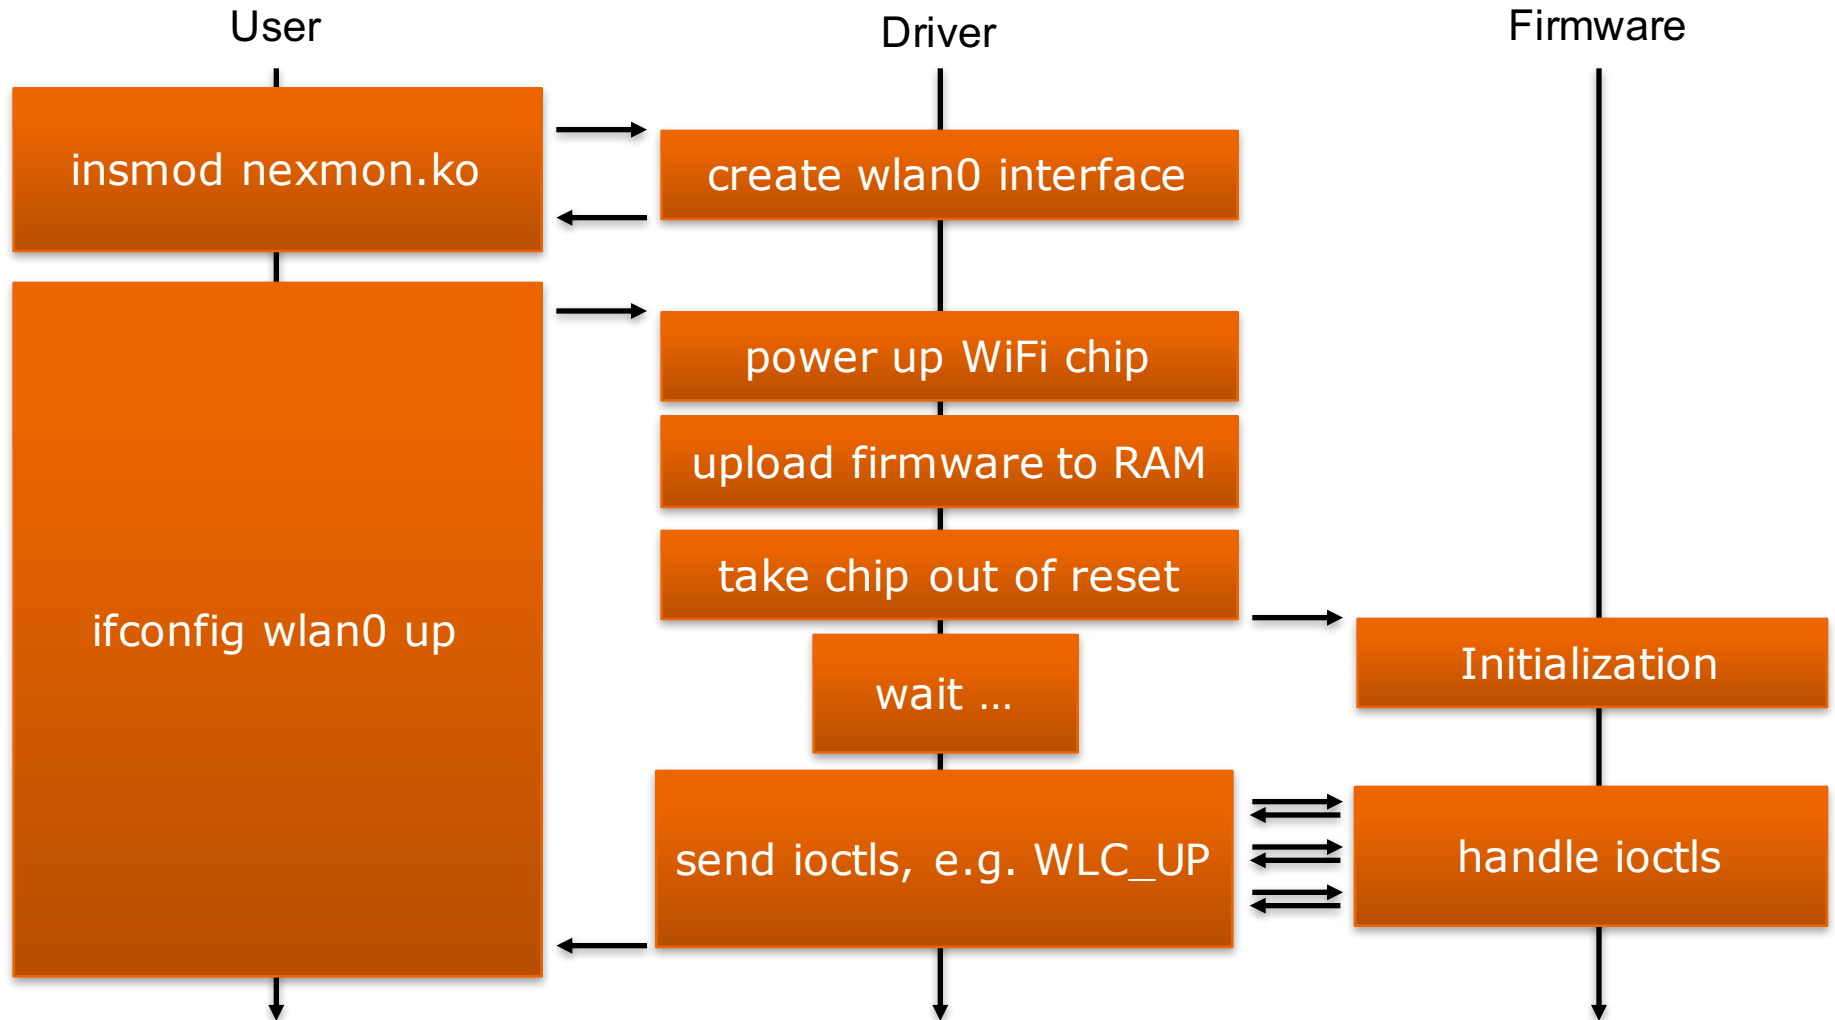 User
Driver
Firmware
insmod nexmon.ko
create wlan0 interface
power up WiFi chip
upload firmware to RAM
take chip out of reset
ifconfig wlan0 up
Initialization
wait ...
send ioctls, e.g. WLC_UP
handle ioctls